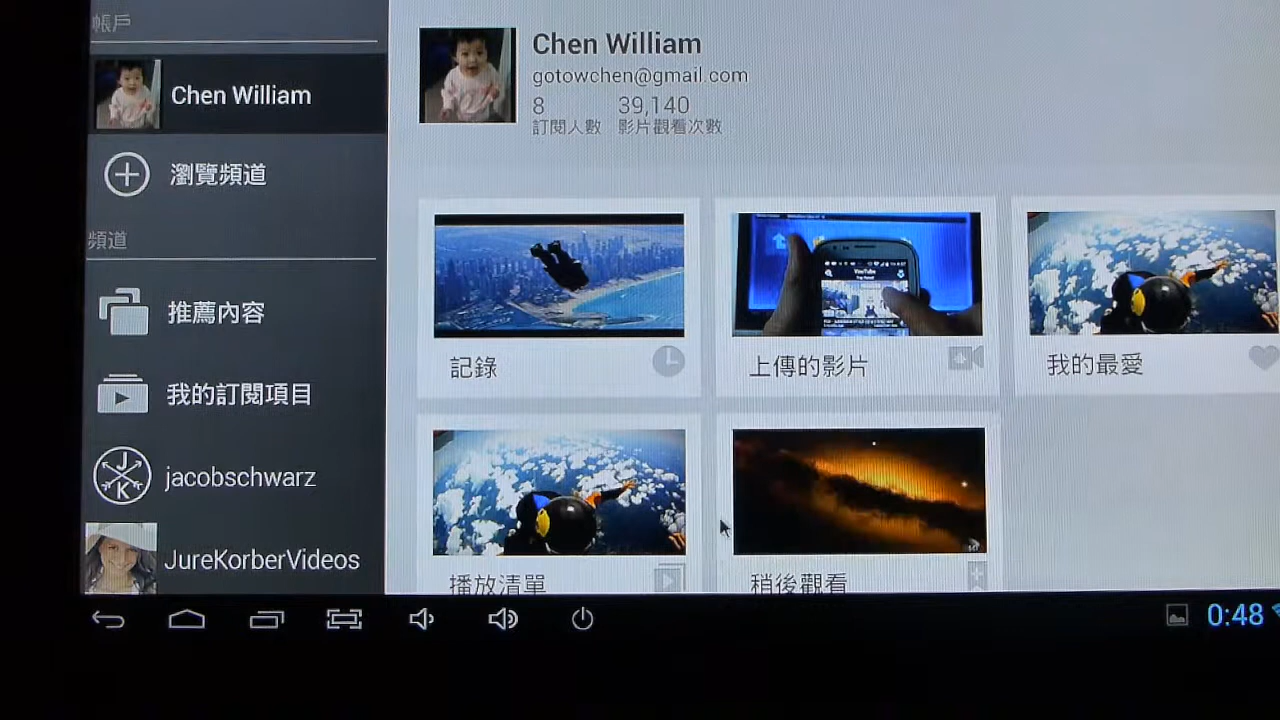 帳戶
Chen William
瀏覽頻道
頻道
推薦內容
我的訂閱項目
jacobschwarz
JureKorberVideos
Chen William
gotowchen@gmail.com
8 39,140
訂閱人數 影片觀看次數
記錄
上傳的影片
我的最愛
播放清單
稍後觀看
YouTube
J
K
0:48